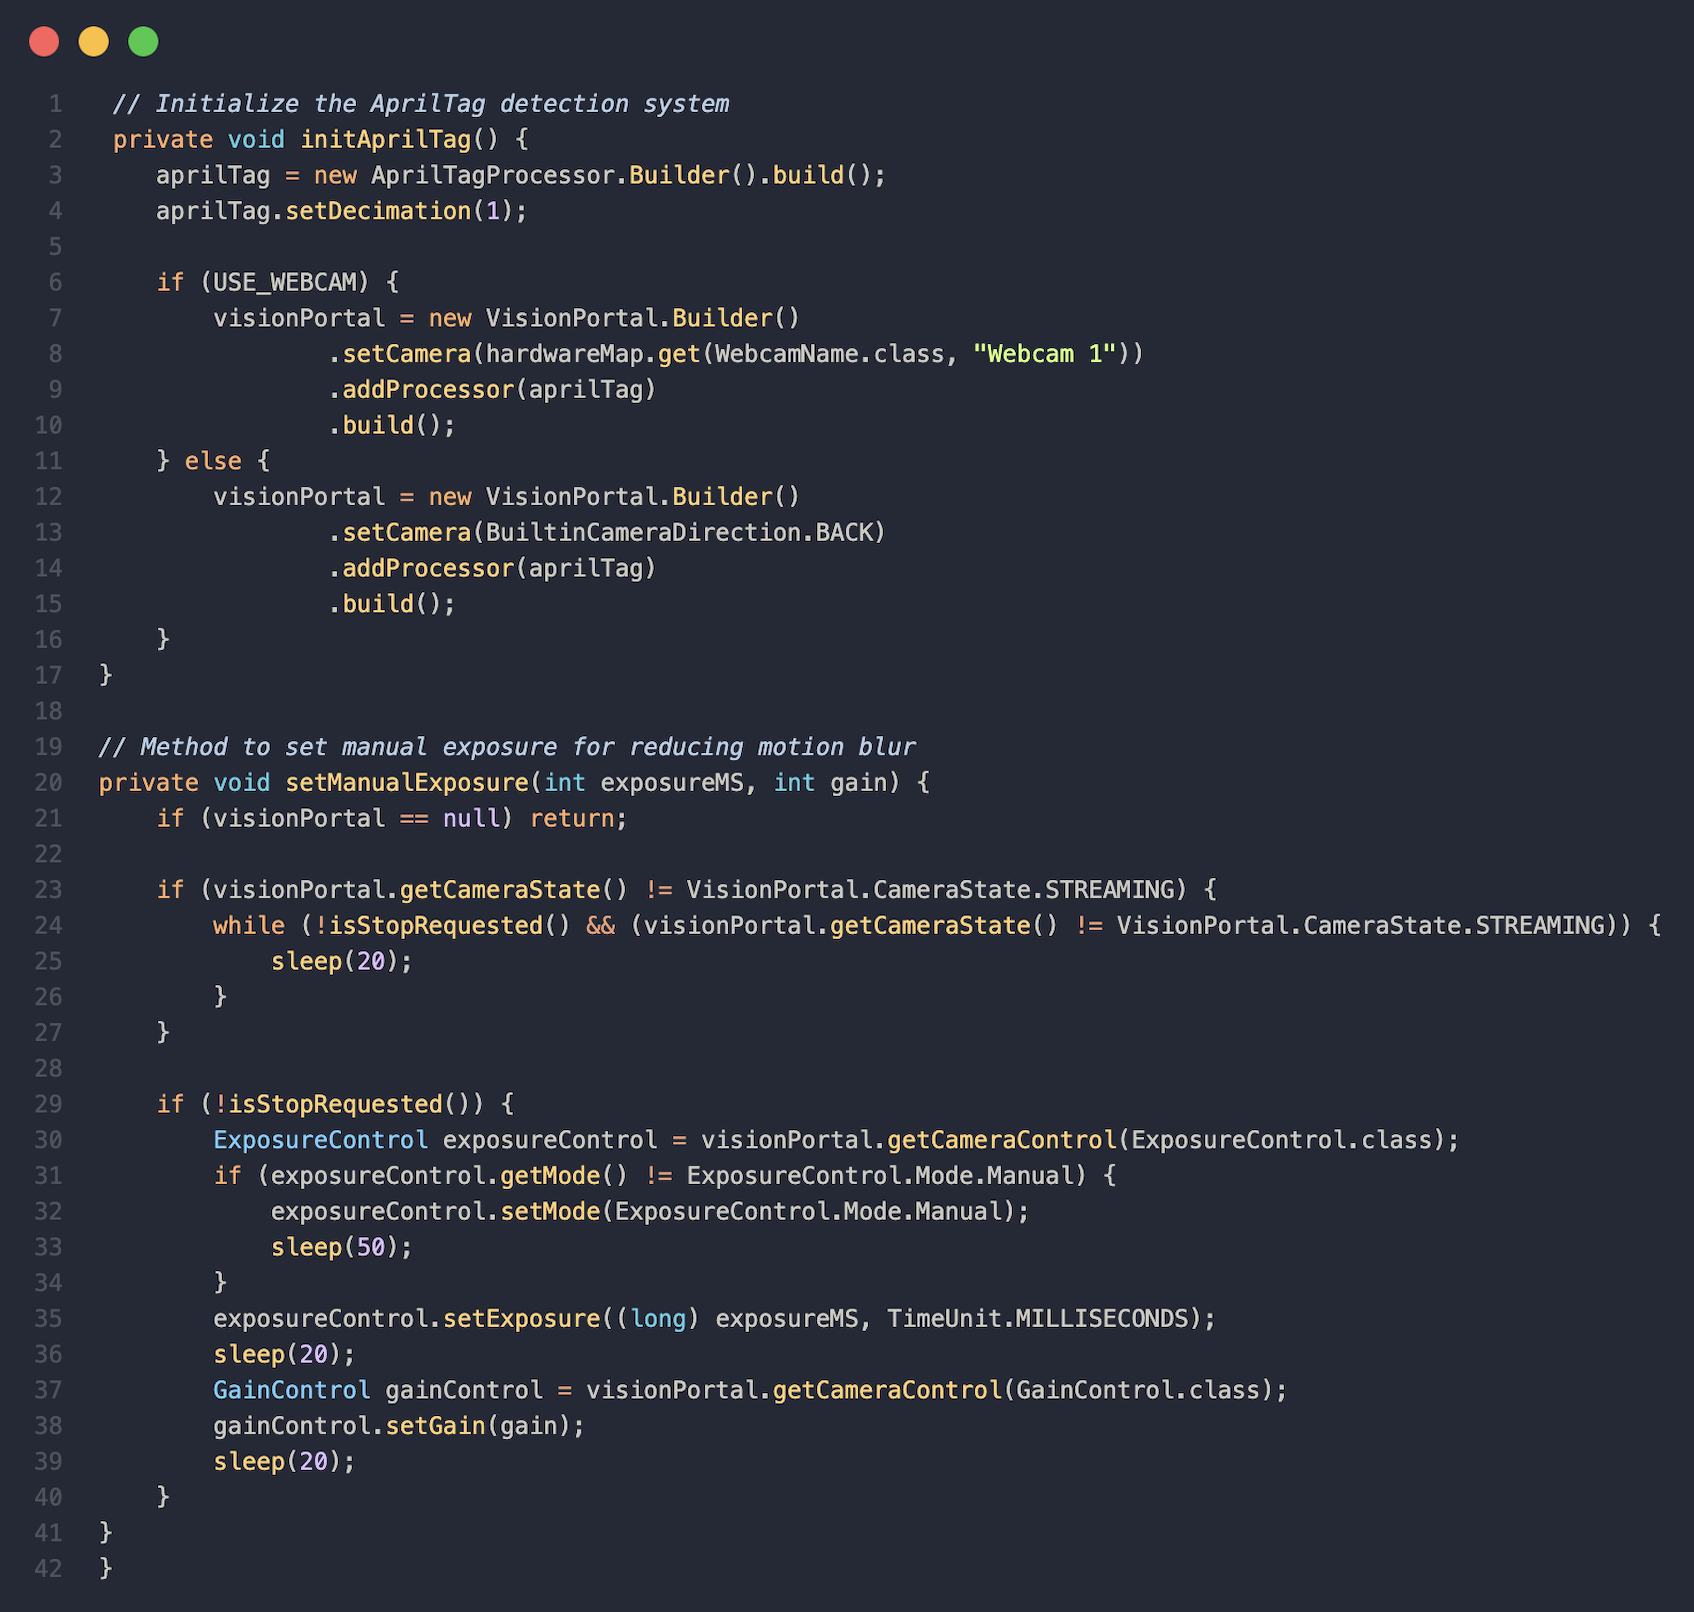 1 // Initialize the AprilTag detection system
2 private void initAprilTag() {
3 aprilTag = new AprilTagProcessor.Builder().build();
4 aprilTag.setDecimation(1);
5
6 if (USE_WEBCAM) {
7 visionPortal = new VisionPortal.Builder()
8 .setCamera(hardwareMap.get(WebcamName.class, "Webcam 1"))
9 .addProcessor(aprilTag)
10 .build();
11 } else {
12 visionPortal = new VisionPortal.Builder()
13 .setCamera(BuiltinCameraDirection.BACK)
14 .addProcessor(aprilTag)
15 .build();
16 }
17 }
18
19 // Method to set manual exposure for reducing motion blur
20 private void setManualExposure(int exposureMS, int gain) {
21 if (visionPortal == null) return;
22
23 if (visionPortal.getCameraState() != VisionPortal.CameraState.STREAMING) {
24 while (!isStopRequested() && (visionPortal.getCameraState() != VisionPortal.CameraState.STREAMING)) {
25 sleep(20);
26 }
27 }
28
29 if (!isStopRequested()) {
30 ExposureControl exposureControl = visionPortal.getCameraControl(ExposureControl.class);
31 if (exposureControl.getMode() != ExposureControl.Mode.Manual) {
32 exposureControl.setMode(ExposureControl.Mode.Manual);
33 sleep(50);
34 }
35 exposureControl.setExposure((long) exposureMS, TimeUnit.MILLISECONDS);
36 sleep(20);
37 GainControl gainControl = visionPortal.getCameraControl(GainControl.class);
38 gainControl.setGain(gain);
39 sleep(20);
40 }
41 }
42 }